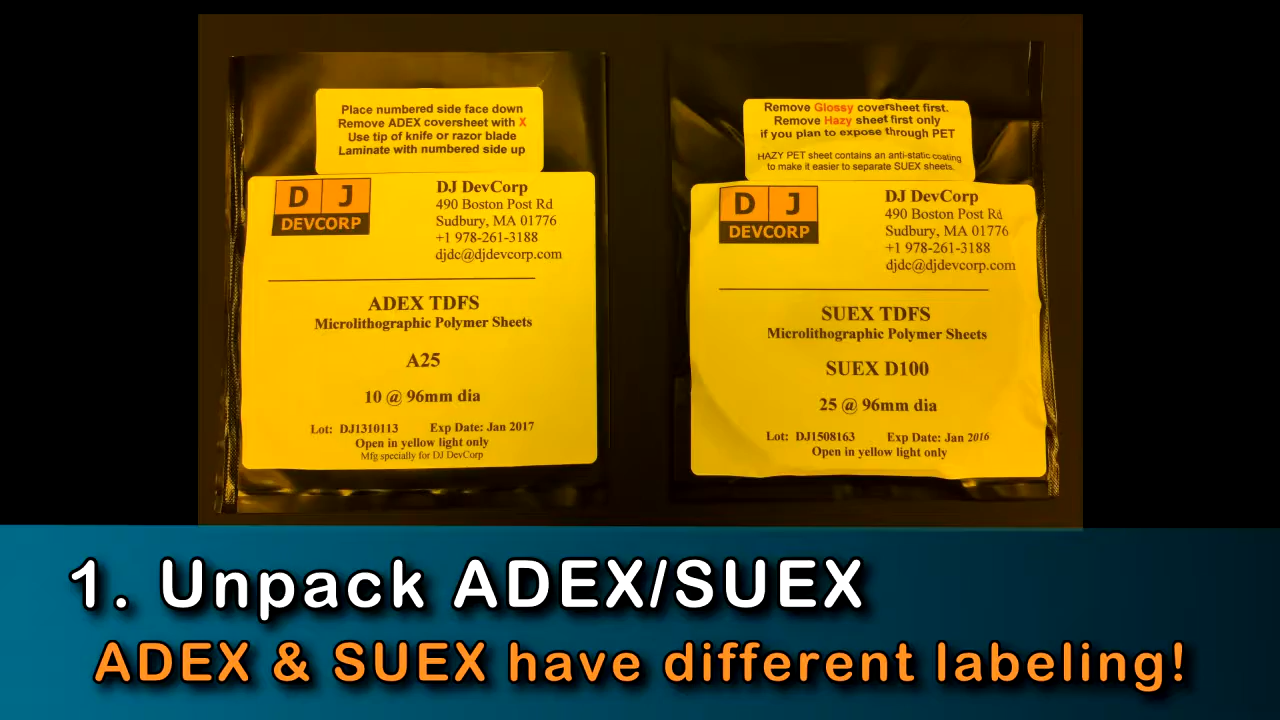 Place numbered side face down
Remove ADEX coversheet with X
Use tip of knife or razor blade
Laminate with numbered side up
D J
DEVCORP
DJ DevCorp
490 Boston Post Rd
Sudbury, MA 01776
+1 978-261-3188
djdc@djdevcorp.com
ADEX TDFS
Microlithographic Polymer Sheets
A25
10 @ 96mm dia
Lot: DJ1310113 Exp Date: Jan 2017
Open in yellow light only
Mfg specially for DJ DevCorp
Remove Glossy coversheet first.
Remove Hazy sheet first only
if you plan to expose through PET
HAZY PET sheet contains an anti-static coating
to make it easier to separate SUEX sheets.
D J
DEVCORP
DJ DevCorp
490 Boston Post Rd
Sudbury, MA 01776
+1 978-261-3188
djdc@djdevcorp.com
SUEX TDFS
Microlithographic Polymer Sheets
SUEX D100
25 @ 96mm dia
Lot: DJ1508163 Exp Date: Jan 2016
Open in yellow light only
1. Unpack ADEX/SUEX
ADEX & SUEX have different labeling!